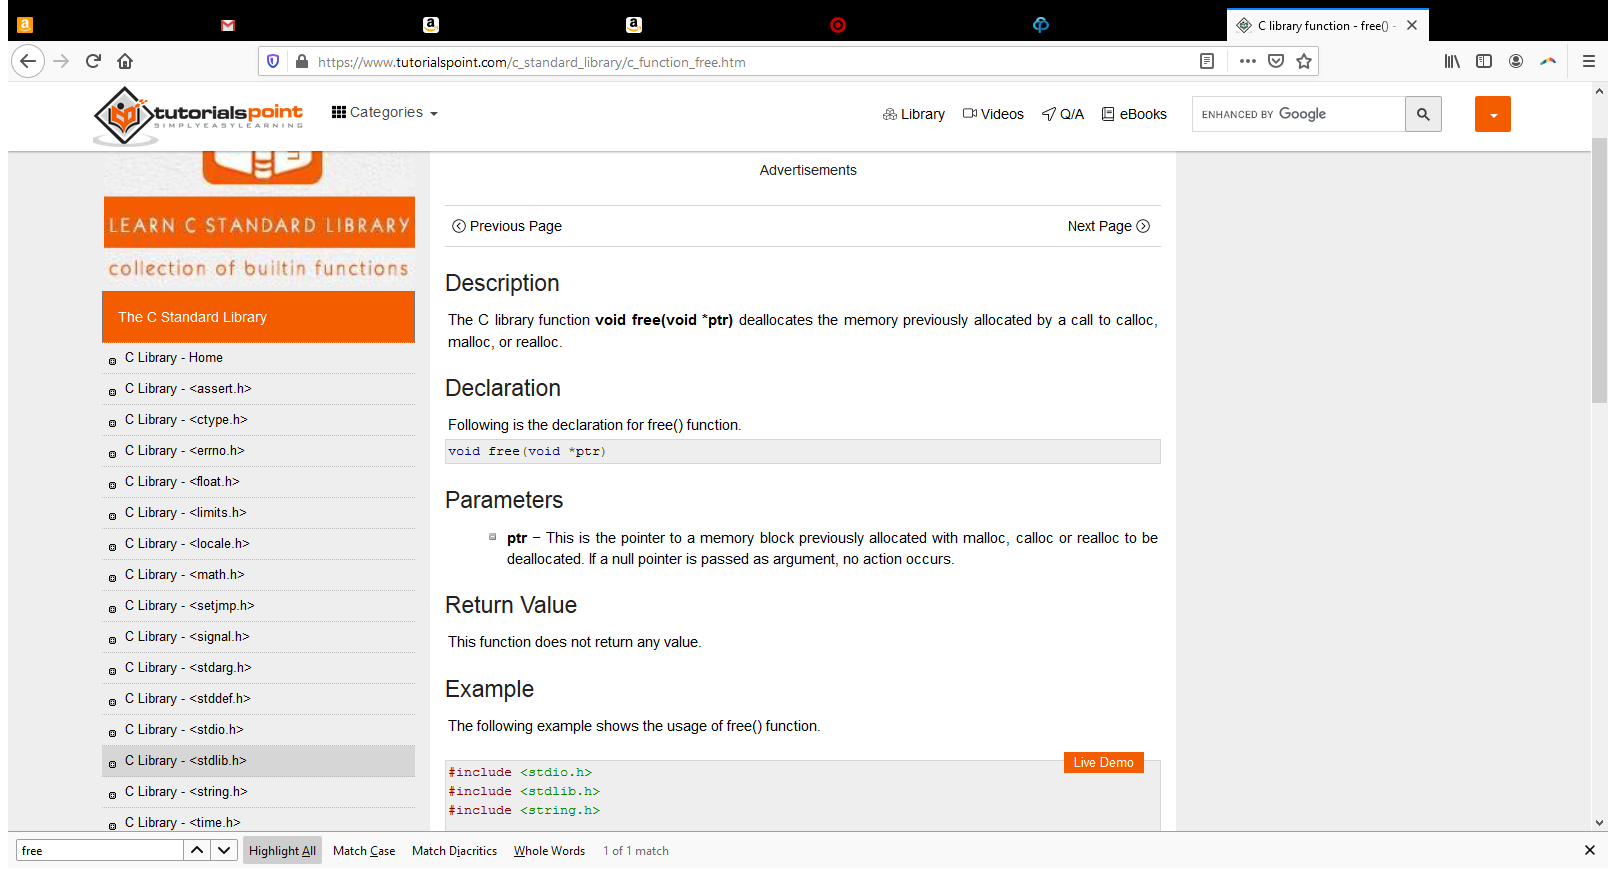 C library function - free() -
https://www.tutorialspoint.com/c_standard_library/c_function_free.htm
tutorialspoint
SIMPLYEASYLEARNING
Categories
Library
Videos
Q/A
eBooks
ENHANCED BY Google
LEARN C STANDARD LIBRARY
collection of builtin functions
The C Standard Library
C Library - Home
C Library - <assert.h>
C Library - <ctype.h>
C Library - <errno.h>
C Library - <float.h>
C Library - <limits.h>
C Library - <locale.h>
C Library - <math.h>
C Library - <setjmp.h>
C Library - <signal.h>
C Library - <stdarg.h>
C Library - <stddef.h>
C Library - <stdio.h>
C Library - <stdlib.h>
C Library - <string.h>
C Library - <time.h>
Advertisements
Previous Page
Next Page
Description
The C library function void free(void *ptr) deallocates the memory previously allocated by a call to calloc,
malloc, or realloc.
Declaration
Following is the declaration for free() function.
void free(void *ptr)
Parameters
ptr − This is the pointer to a memory block previously allocated with malloc, calloc or realloc to be
deallocated. If a null pointer is passed as argument, no action occurs.
Return Value
This function does not return any value.
Example
The following example shows the usage of free() function.
Live Demo
#include <stdio.h>
#include <stdlib.h>
#include <string.h>
free
Highlight All
Match Case
Match Diacritics
Whole Words
1 of 1 match